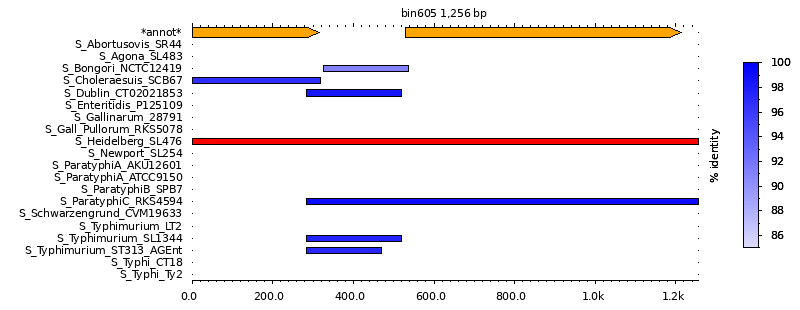 bin605 1,256 bp
*annot*
S_Abortusovis_SR44
S_Agona_SL483
S_Bongori_NCTC12419
S_Choleraesuis_SCB67
S_Dublin_CT02021853
S_Enteritidis_P125109
S_Gallinarum_28791
S_Gall_Pullorum_RKS5078
S_Heidelberg_SL476
S_Newport_SL254
S_ParatyphiA_AKU12601
S_ParatyphiA_ATCC9150
S_ParatyphiB_SPB7
S_ParatyphiC_RKS4594
S_Schwarzengrund_CVM19633
S_Typhimurium_LT2
S_Typhimurium_SL1344
S_Typhimurium_ST313_AGEnt
S_Typhi_CT18
S_Typhi_Ty2
0.0 200.0 400.0 600.0 800.0 1.0k 1.2k
% identity
100
98
96
94
92
90
88
86